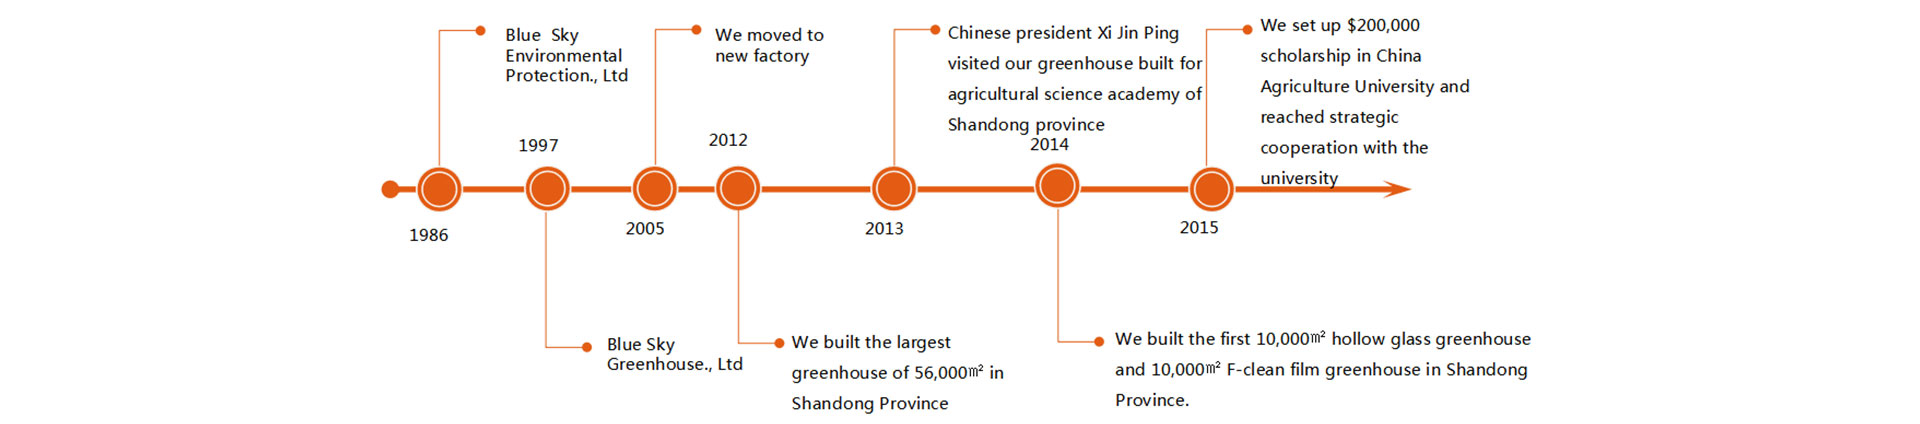 Blue Sky
Environmental
Protection., Ltd
1986
1997
Blue Sky
Greenhouse., Ltd
We moved to
new factory
2005
2012
We built the largest
greenhouse of 56,000㎡ in
Shandong Province
Chinese president Xi Jin Ping
visited our greenhouse built for
agricultural science academy of
Shandong province
2013
2014
We built the first 10,000㎡ hollow glass greenhouse
and 10,000㎡ F-clean film greenhouse in Shandong
Province.
We set up $200,000
scholarship in China
Agriculture University and
reached strategic
cooperation with the
university
2015